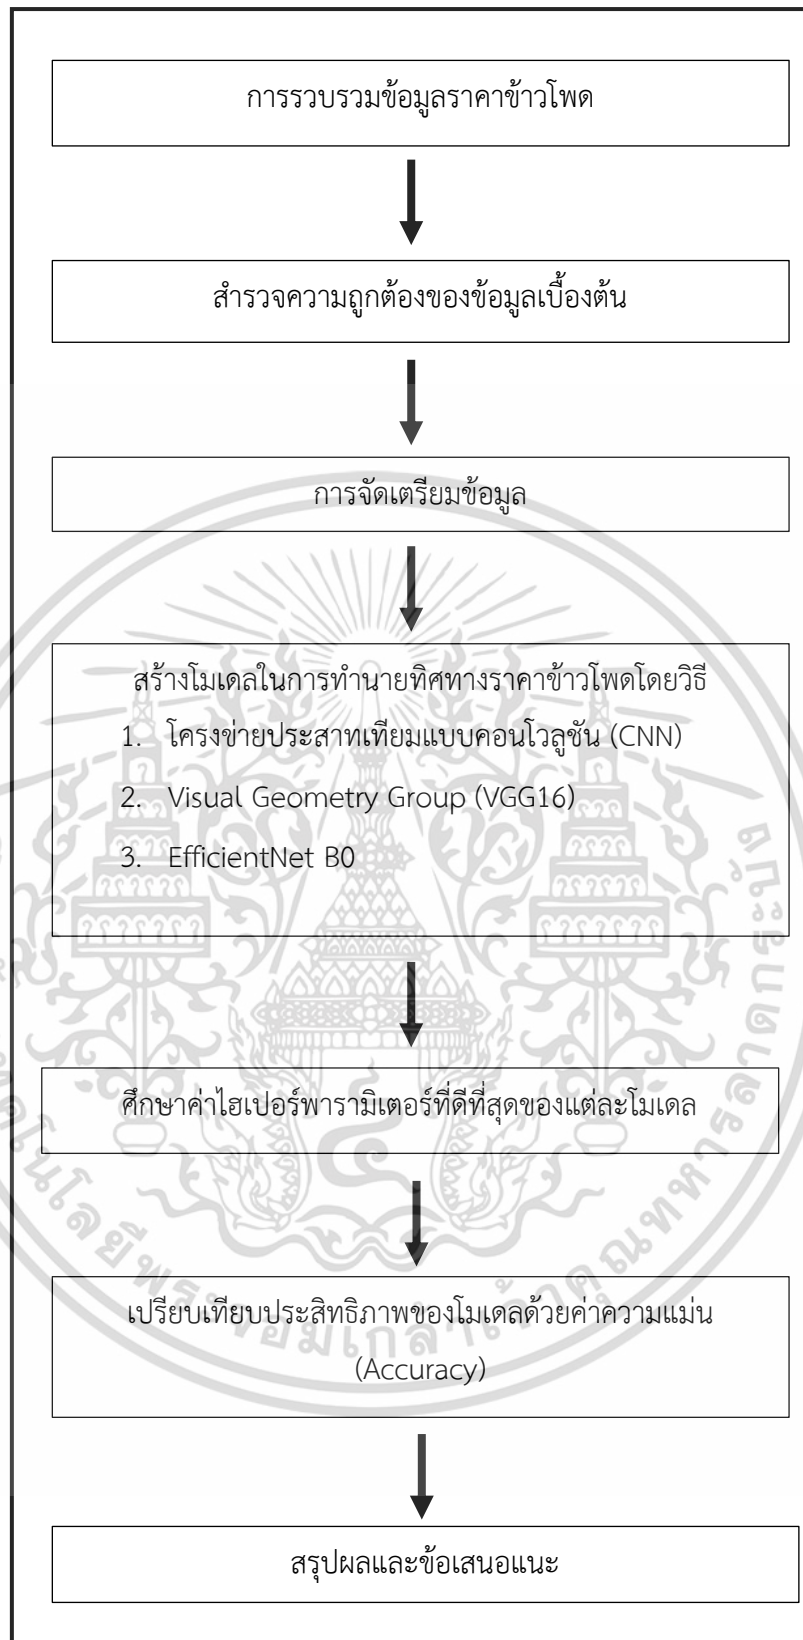 การรวบรวมข้อมูลราคาข้าวโพด
สำรวจความถูกต้องของข้อมูลเบื้องต้น
การจัดเตรียมข้อมูล
สร้างโมเดลในการทำนายทิศทางราคาข้าวโพดโดยวิธี
1. โครงข่ายประสาทเทียมแบบคอนโวลูชัน (CNN)
2. Visual Geometry Group (VGG16)
3. EfficientNet B0
ศึกษาค่าไฮเปอร์พารามิเตอร์ที่ดีที่สุดของแต่ละโมเดล
เปรียบเทียบประสิทธิภาพของโมเดลด้วยค่าความแม่น
(Accuracy)
สรุปผลและข้อเสนอแนะ